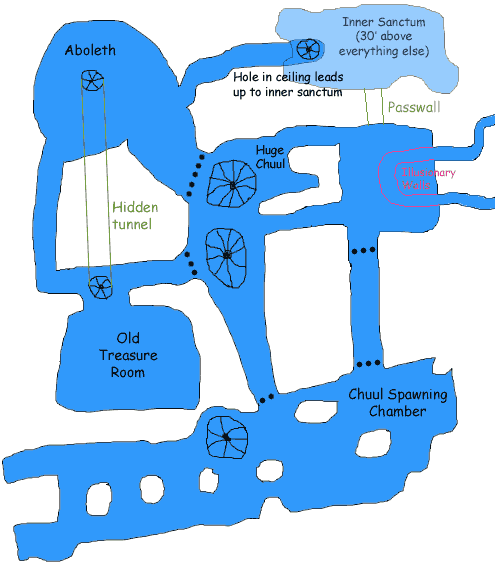 Inner Sanctum
(30' above
everything else)
Aboleth
Hole in ceiling leads
up to inner sanctum
Passwall
Huge
Chuul
Illusionary
Walls
Hidden
tunnel
Old
Treasure
Room
Chuul Spawning
Chamber